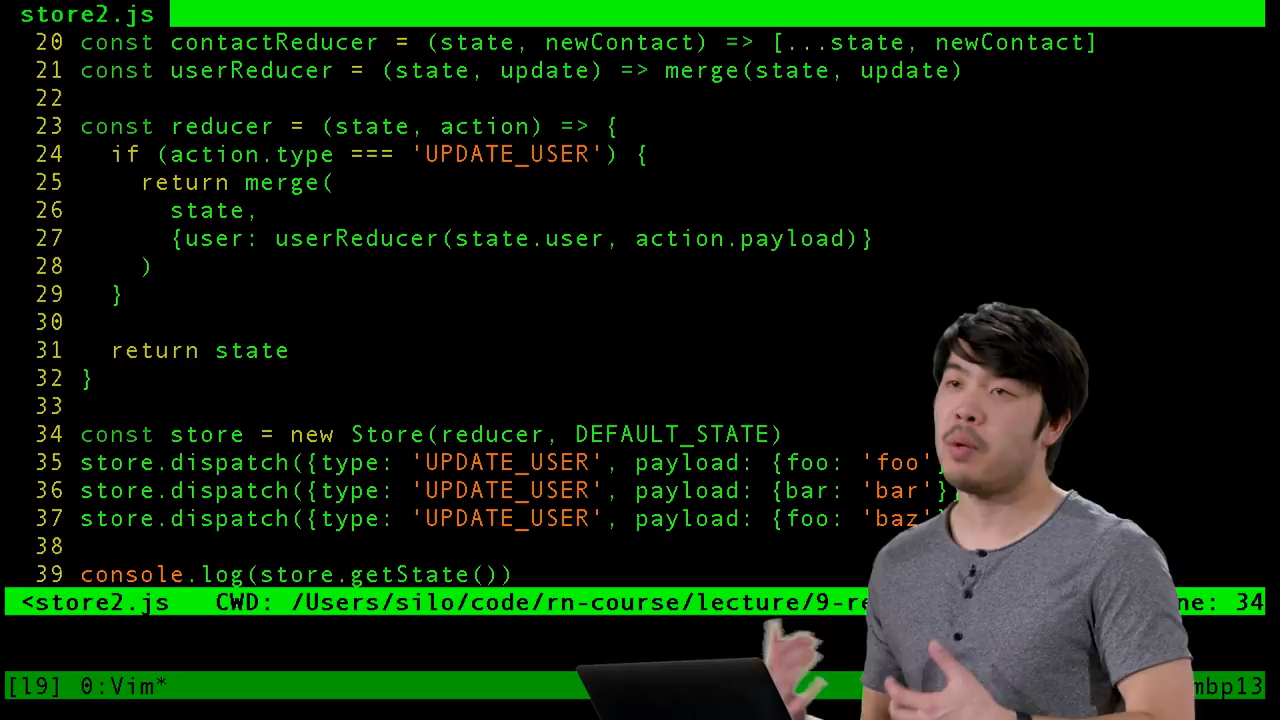 store2.js
20 const contactReducer = (state, newContact) => [...state, newContact]
21 const userReducer = (state, update) => merge(state, update)
22
23 const reducer = (state, action) => {
24   if (action.type === 'UPDATE_USER') {
25     return merge(
26       state,
27       {user: userReducer(state.user, action.payload)}
28     )
29   }
30
31   return state
32 }
33
34 const store = new Store(reducer, DEFAULT_STATE)
35 store.dispatch({type: 'UPDATE_USER', payload: {foo: 'foo'
36 store.dispatch({type: 'UPDATE_USER', payload: {bar: 'bar'}
37 store.dispatch({type: 'UPDATE_USER', payload: {foo: 'baz
38
39 console.log(store.getState())
<store2.js   CWD: /Users/silo/code/rn-course/lecture/9-re ne: 34
[l9] 0:Vim* mbp13